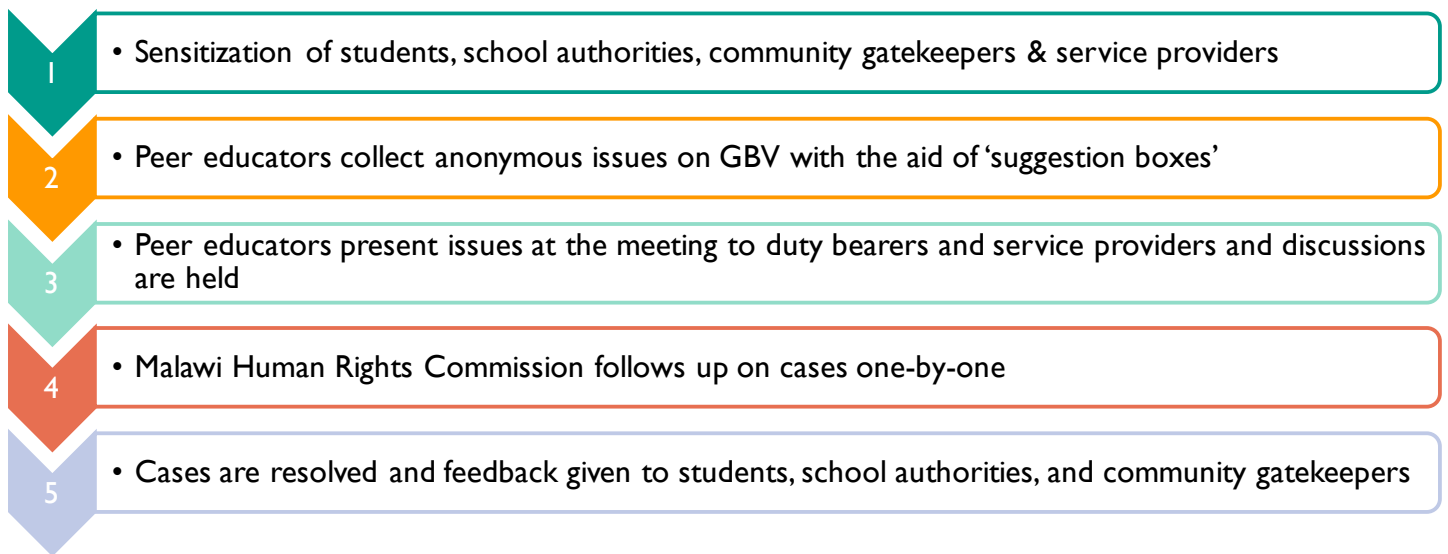 1
• Sensitization of students, school authorities, community gatekeepers & service providers
2
• Peer educators collect anonymous issues on GBV with the aid of ‘suggestion boxes’
3
• Peer educators present issues at the meeting to duty bearers and service providers and discussions
are held
4
• Malawi Human Rights Commission follows up on cases one-by-one
5
• Cases are resolved and feedback given to students, school authorities, and community gatekeepers